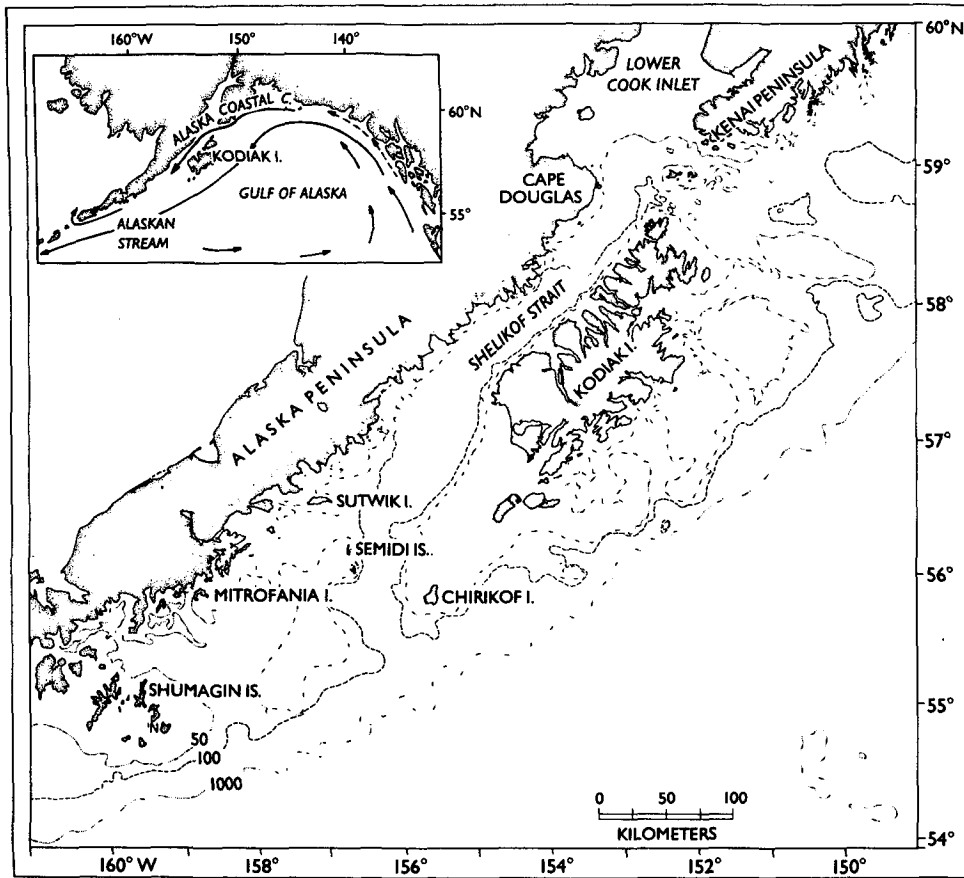 160°W 150° 140°
60°N
55°
ALASKA COASTAL C.
KODIAK I.
GULF OF ALASKA
ALASKAN
STREAM
LOWER
COOK INLET
KENAI PENINSULA
CAPE
DOUGLAS
SHELIKOF STRAIT
KODIAK I.
ALASKA PENINSULA
SUTWIK I.
SEMIDI IS..
CHIRIKOF I.
MITROFANIA I.
SHUMAGIN IS.
50
100
1000
0 50 100
KILOMETERS
60°N
59°
58°
57°
56°
55°
54°
160°W 158° 156° 154° 152° 150°